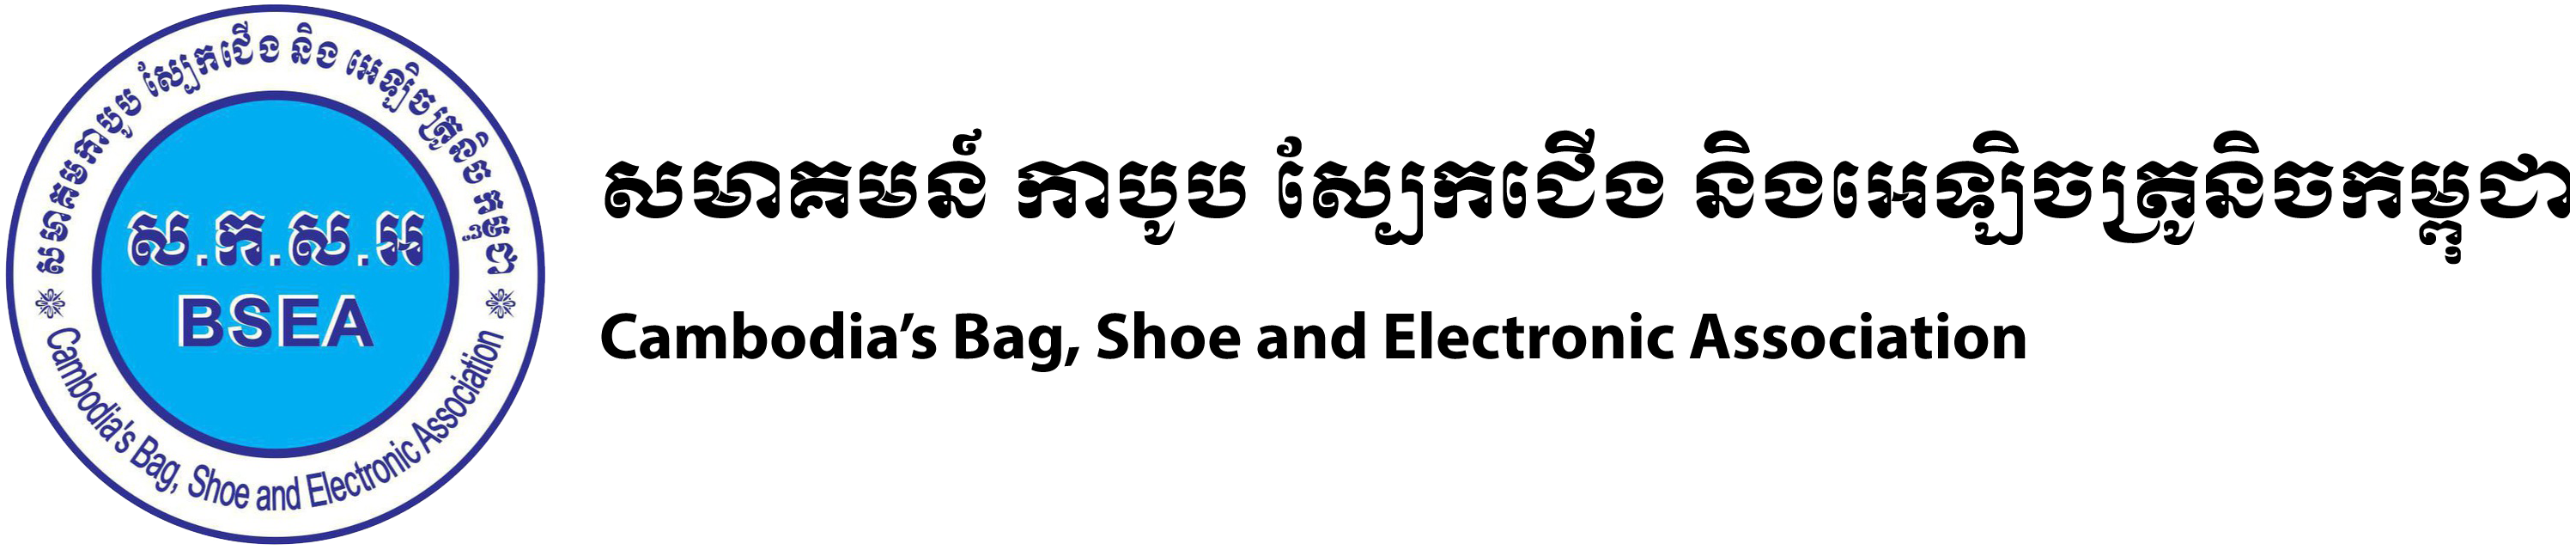 សមាគមកាបូប ស្បែកជើង និង អេឡិចត្រូនិច កម្ពុជា
ស.ក.ស.អ
BSEA
Cambodia's Bag, Shoe and Electronic Association
សមាគមន៍ កាបូប ស្បែកជើង និងអេឡិចត្រូនិចកម្ពុជា
Cambodia’s Bag, Shoe and Electronic Association